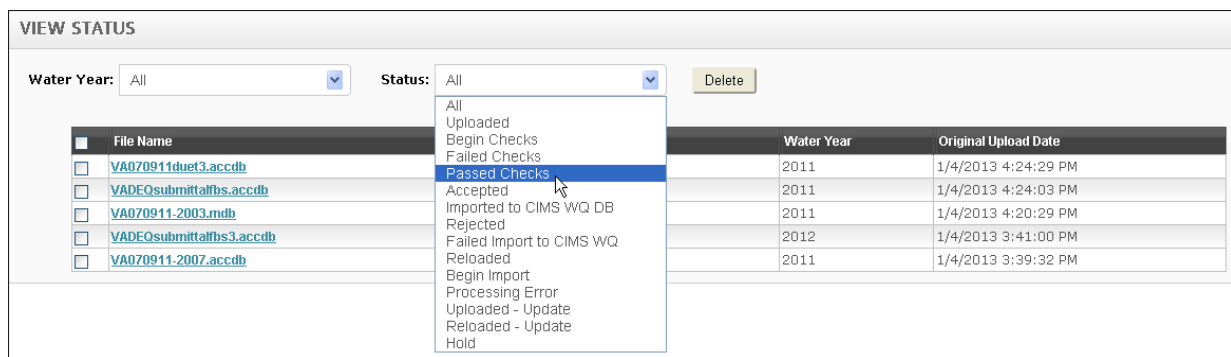 VIEW STATUS
Water Year: All Status: All Delete
All
Uploaded
Begin Checks
Failed Checks
Passed Checks
Accepted
Imported to CIMS WQ DB
Rejected
Failed Import to CIMS WQ
Reloaded
Begin Import
Processing Error
Uploaded - Update
Reloaded - Update
Hold
File Name Water Year Original Upload Date
VA070911duet3.accdb 2011 1/4/2013 4:24:29 PM
VADEQsubmittalfbs.accdb 2011 1/4/2013 4:24:03 PM
VA070911-2003.mdb 2011 1/4/2013 4:20:29 PM
VADEQsubmittalfbs3.accdb 2012 1/4/2013 3:41:00 PM
VA070911-2007.accdb 2011 1/4/2013 3:39:32 PM